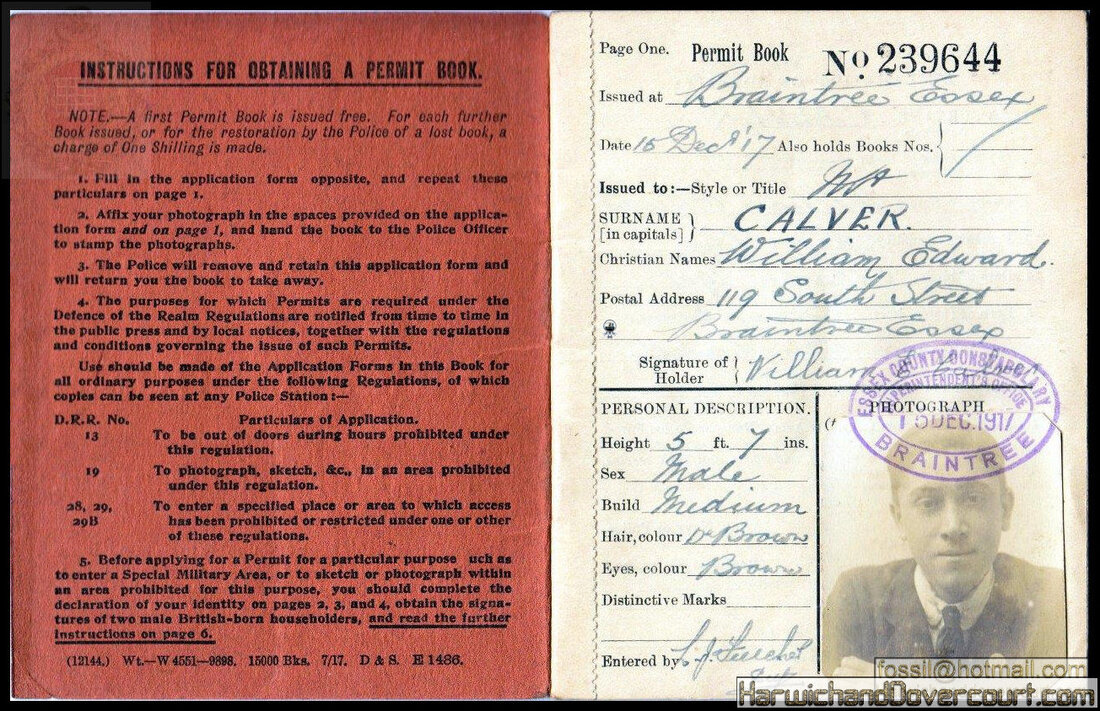 INSTRUCTIONS FOR OBTAINING A PERMIT BOOK.
NOTE.—A first Permit Book is issued free. For each further
Book issued, or for the restoration by the Police of a lost book, a
charge of One Shilling is made.
1. Fill in the application form opposite, and repeat these
particulars on page 1.
2. Affix your photograph in the spaces provided on the applica-
tion form and on page 1, and hand the book to the Police Officer
to stamp the photographs.
3. The Police will remove and retain this application form and
will return you the book to take away.
4. The purposes for which Permits are required under the
Defence of the Realm Regulations are notified from time to time in
the public press and by local notices, together with the regulations
and conditions governing the issue of such Permits.
Use should be made of the Application Forms in this Book for
all ordinary purposes under the following Regulations, of which
copies can be seen at any Police Station:—
D.R.R. No. Particulars of Application.
13 To be out of doors during hours prohibited under
this regulation.
19 To photograph, sketch, &c., in an area prohibited
under this regulation.
28, 29, To enter a specified place or area to which access
29B has been prohibited or restricted under one or other
of these regulations.
5. Before applying for a Permit for a particular purpose uch as
to enter a Special Military Area, or to sketch or photograph within
an area prohibited for this purpose, you should complete the
declaration of your identity on pages 2, 3, and 4, obtain the signa-
tures of two male British-born householders, and read the further
instructions on page 6.
(12144.) Wt.—W 4551—9898. 15000 Bks. 7/17. D & S. E 1486.
Page One. Permit Book No. 239644
Issued at Braintree Essex
Date 15 Decr '17 Also holds Books Nos.
Issued to:—Style or Title Mr
SURNAME CALVER.
[in capitals]
Christian Names William Edward.
Postal Address 119 South Street
Braintree Essex
Signature of Holder William
ESSEX COUNTY CONSTABULARY
SUPERINTENDENT'S OFFICE
15 DEC. 1917
BRAINTREE
PERSONAL DESCRIPTION. PHOTOGRAPH
Height 5 ft. 7 ins.
Sex Male
Build Medium
Hair, colour Dk Brown
Eyes, colour Brown
Distinctive Marks
Entered by
fossil@hotmail.com
HarwichandDovercourt.com